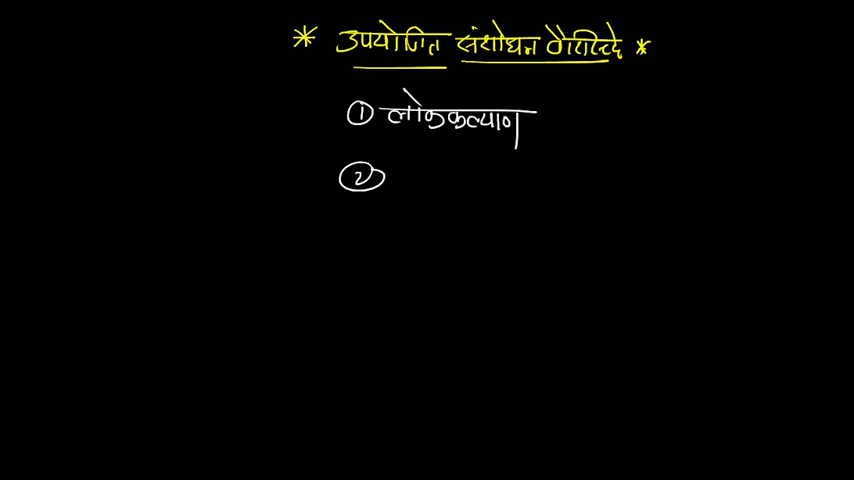 * उपयोजित संशोधन वैशिष्टे *
① लोककल्याण
②